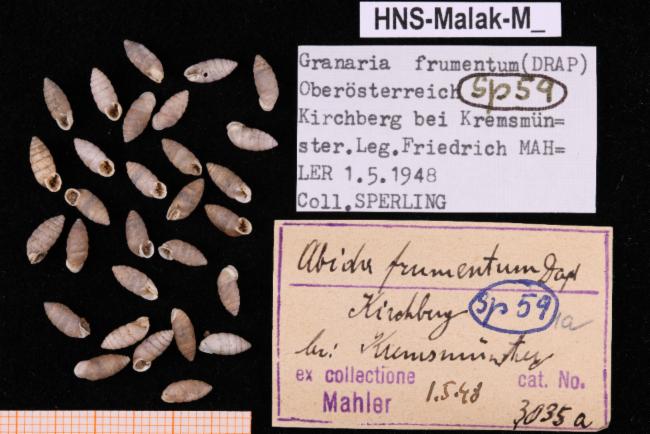 HNS-Malak-M_
Granaria frumentum(DRAP)
Oberösterreich sp59
Kirchberg bei Kremsmün=
ster.Leg.Friedrich MAH=
LER 1.5.1948
Coll.SPERLING
Abida frumentum Drap
Kirchberg Sp59 1a
bei Kremsmünster
ex collectione 1.5.48 cat. No.
Mahler 3035a